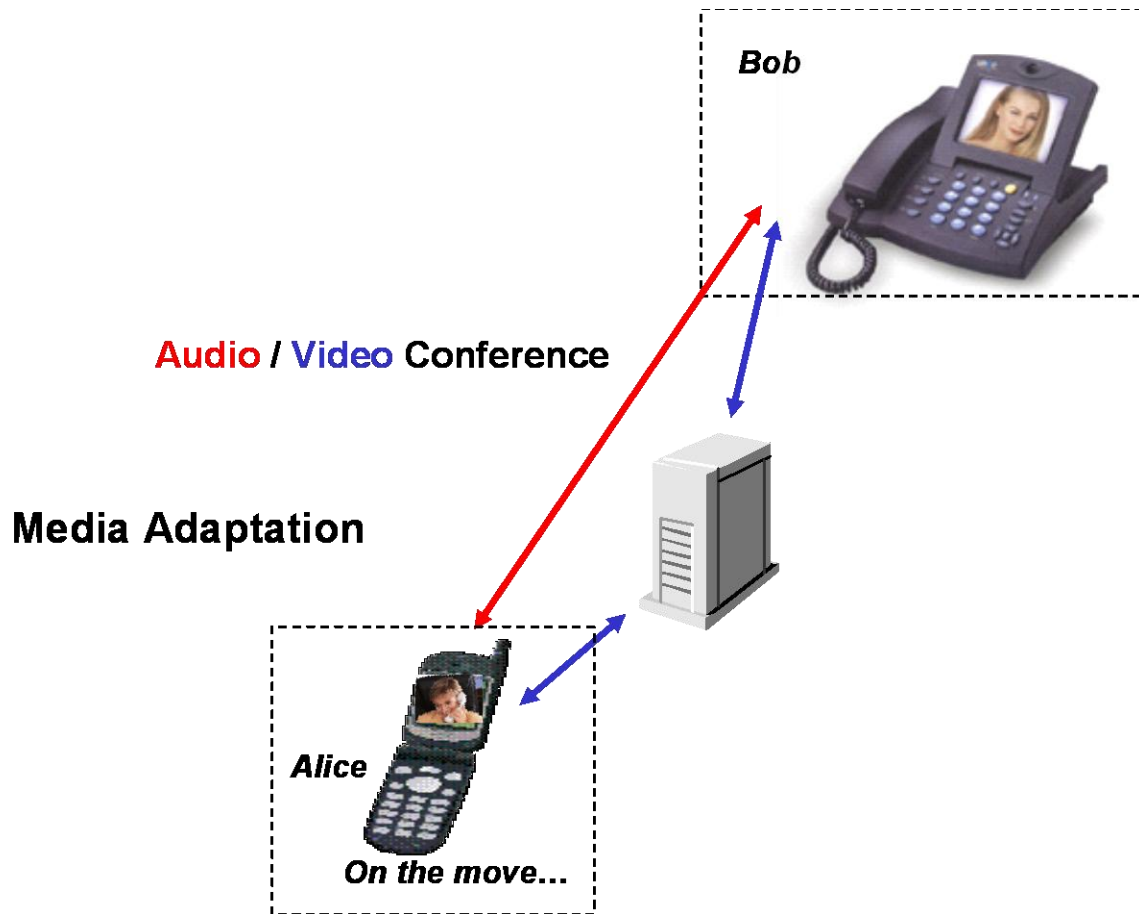 Bob
Audio / Video Conference
Media Adaptation
Alice
On the move...